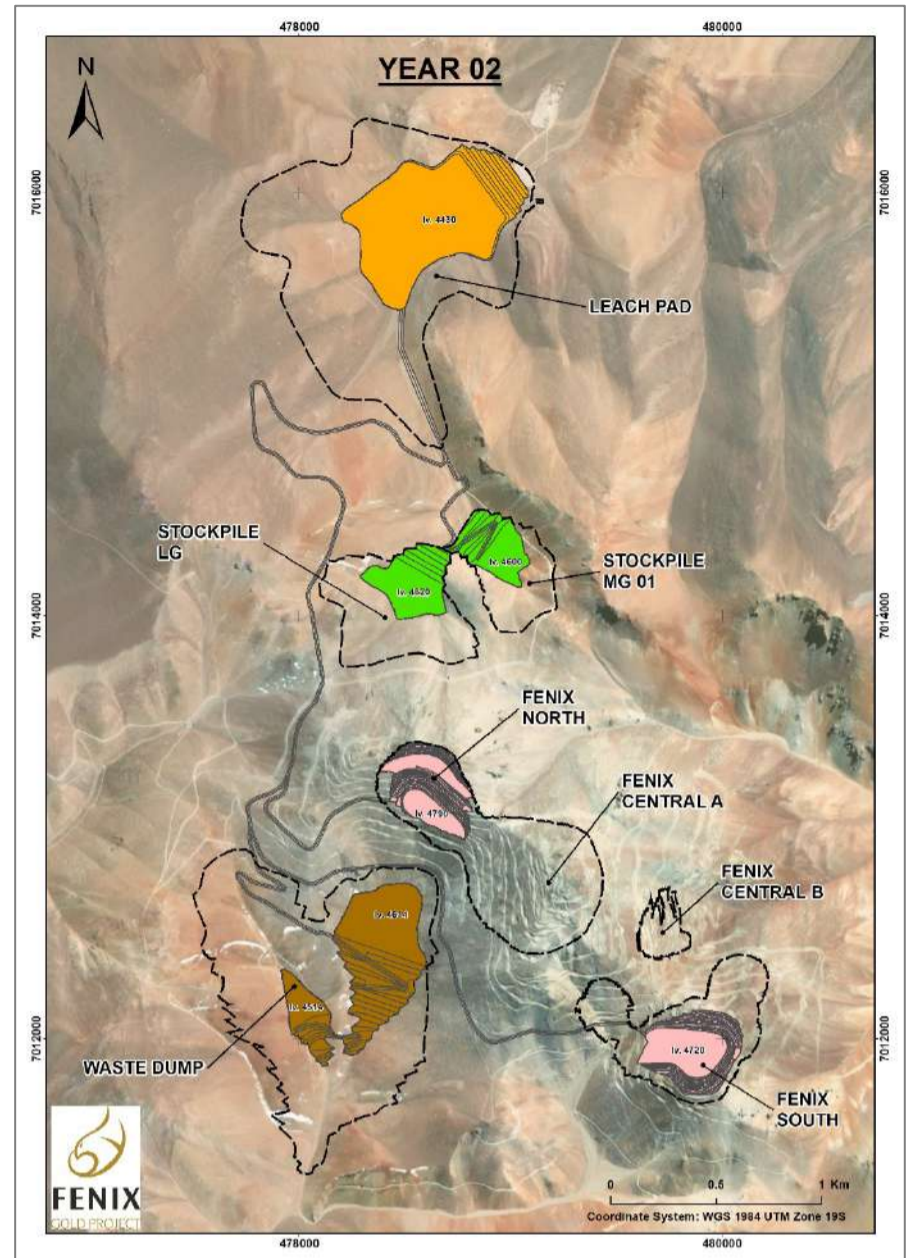 478000
480000
N
YEAR 02
7016000
7016000
lv. 4430
LEACH PAD
STOCKPILE
LG
lv. 4600
STOCKPILE
MG 01
lv. 4620
7014000
7014000
FENIX
NORTH
FENIX
CENTRAL A
lv. 4790
FENIX
CENTRAL B
7012000
7012000
lv. 4720
WASTE DUMP
FENIX
SOUTH
FENIX
GOLD PROJECT
0
0.5
1 Km
Coordinate System: WGS 1984 UTM Zone 19S
478000
480000